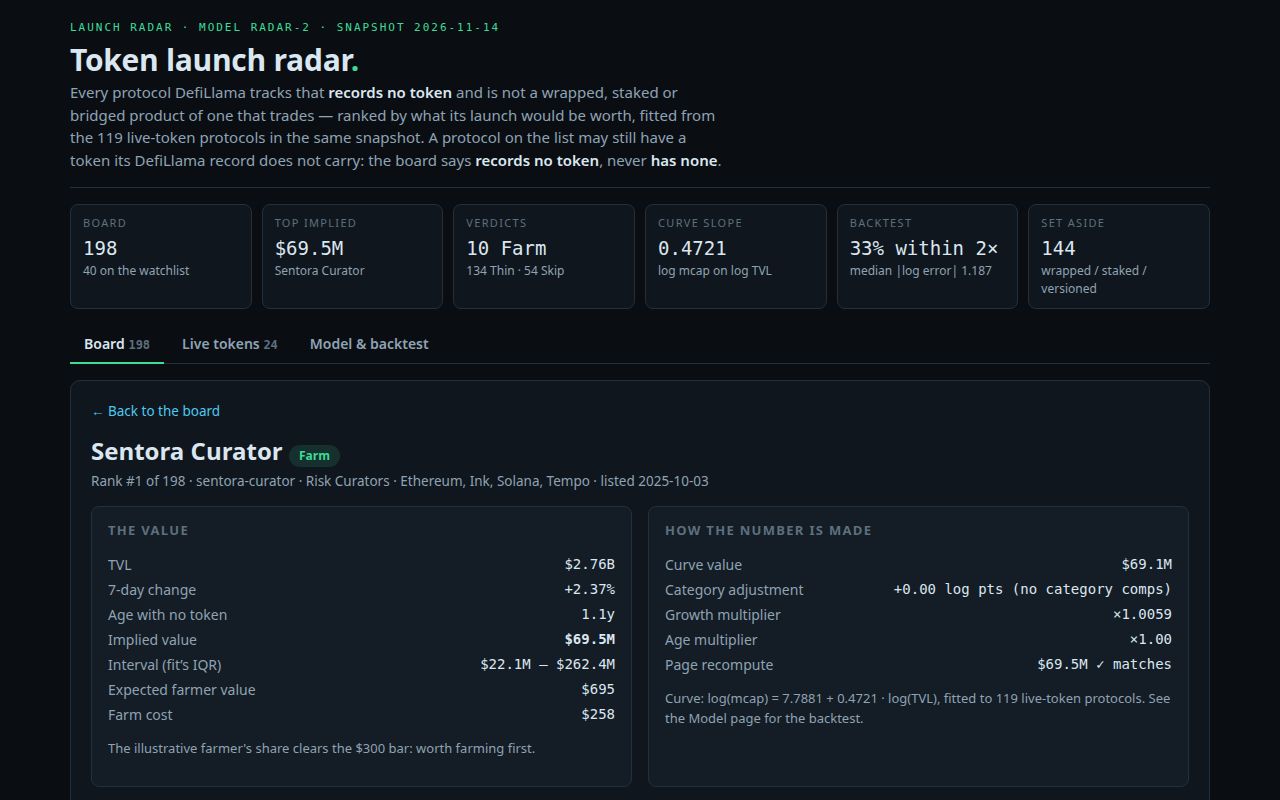 LAUNCH RADAR · MODEL RADAR-2 · SNAPSHOT 2026-11-14
Token launch radar.
Every protocol DefiLlama tracks that records no token and is not a wrapped, staked or
bridged product of one that trades — ranked by what its launch would be worth, fitted from
the 119 live-token protocols in the same snapshot. A protocol on the list may still have a
token its DefiLlama record does not carry: the board says records no token, never has none.
BOARD
198
40 on the watchlist
TOP IMPLIED
$69.5M
Sentora Curator
VERDICTS
10 Farm
134 Thin · 54 Skip
CURVE SLOPE
0.4721
log mcap on log TVL
BACKTEST
33% within 2×
median |log error| 1.187
SET ASIDE
144
wrapped / staked /
versioned
Board 198 Live tokens 24 Model & backtest
← Back to the board
Sentora Curator Farm
Rank #1 of 198 · sentora-curator · Risk Curators · Ethereum, Ink, Solana, Tempo · listed 2025-10-03
THE VALUE
TVL $2.76B
7-day change +2.37%
Age with no token 1.1y
Implied value $69.5M
Interval (fit's IQR) $22.1M — $262.4M
Expected farmer value $695
Farm cost $258
The illustrative farmer's share clears the $300 bar: worth farming first.
HOW THE NUMBER IS MADE
Curve value $69.1M
Category adjustment +0.00 log pts (no category comps)
Growth multiplier ×1.0059
Age multiplier ×1.00
Page recompute $69.5M ✓ matches
Curve: log(mcap) = 7.7881 + 0.4721 · log(TVL), fitted to 119 live-token protocols. See
the Model page for the backtest.